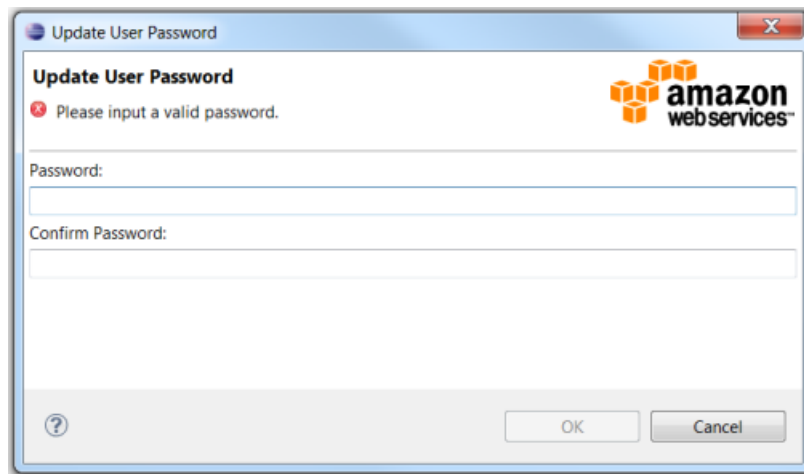 Update User Password
Update User Password
Please input a valid password.
amazon
webservices™
Password:
Confirm Password:
?
OK
Cancel